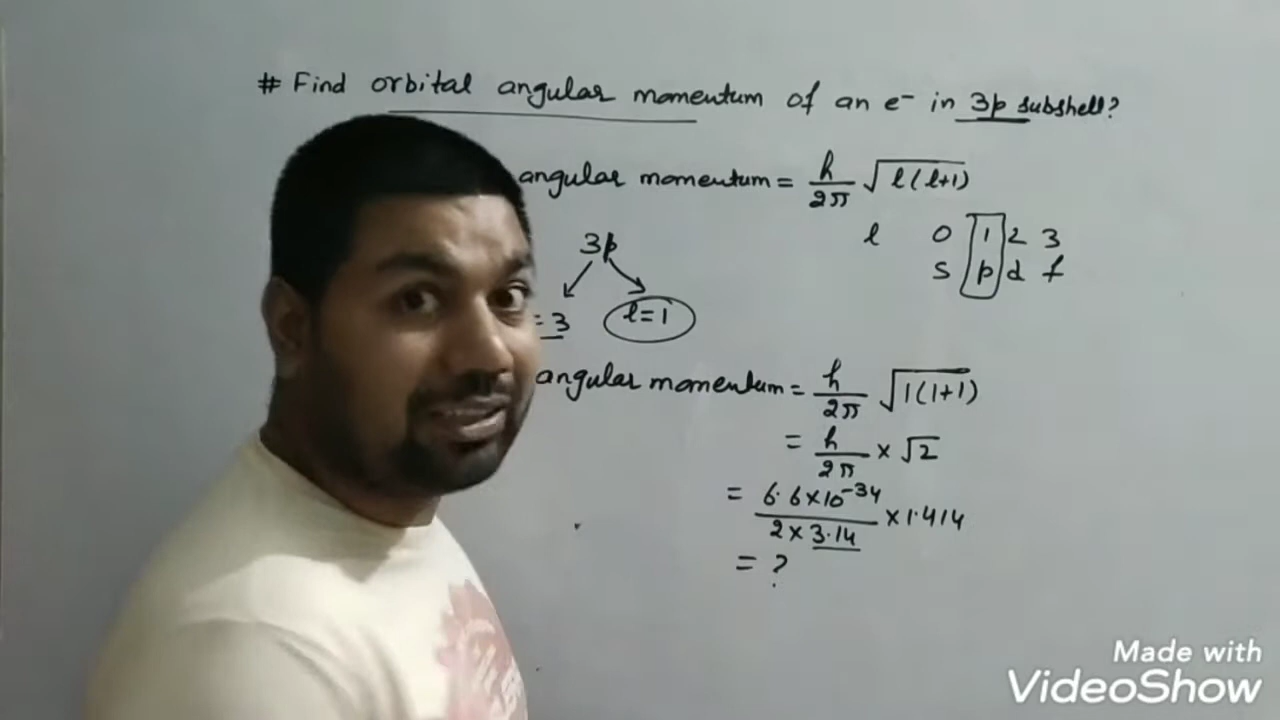 # Find orbital angular momentum of an e⁻ in 3p subshell?
angular momentum = h/2π √l(l+1)
l 0 1 2 3
s p d f
3p
= 3 l=1
angular momentum = h/2π √1(1+1)
= h/2π × √2
= 6.6×10⁻³⁴/2×3.14 ×1.414
= ?
Made with
VideoShow